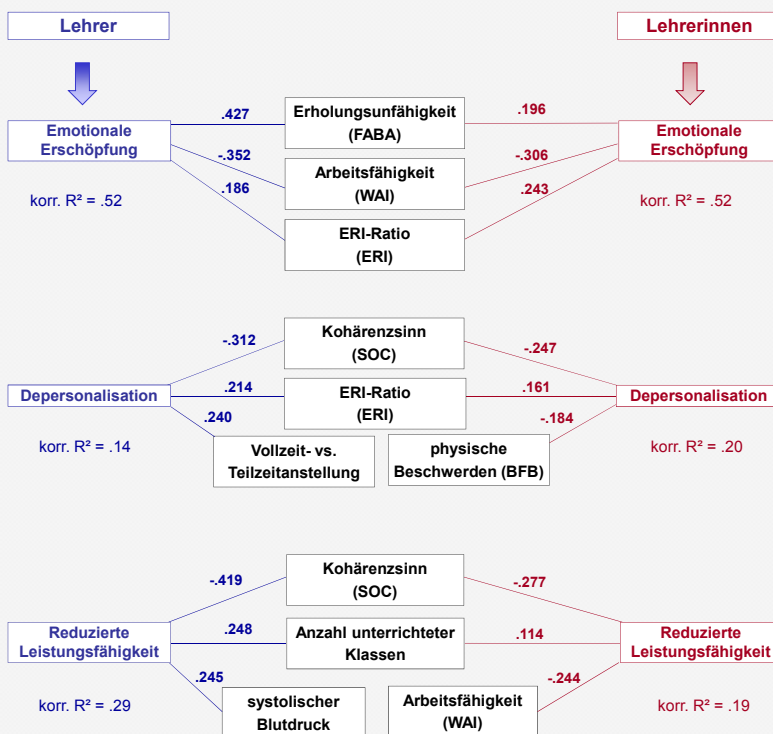 Lehrer
Lehrerinnen
Emotionale
Erschöpfung
korr. R² = .52
.427
-.352
.186
Erholungsunfähigkeit
(FABA)
Arbeitsfähigkeit
(WAI)
ERI-Ratio
(ERI)
.196
-.306
.243
Emotionale
Erschöpfung
korr. R² = .52
Depersonalisation
korr. R² = .14
-.312
.214
.240
Kohärenzsinn
(SOC)
ERI-Ratio
(ERI)
Vollzeit- vs.
Teilzeitanstellung
physische
Beschwerden (BFB)
-.247
.161
-.184
Depersonalisation
korr. R² = .20
Reduzierte
Leistungsfähigkeit
korr. R² = .29
-.419
.248
.245
Kohärenzsinn
(SOC)
Anzahl unterrichteter
Klassen
systolischer
Blutdruck
Arbeitsfähigkeit
(WAI)
-.277
.114
-.244
Reduzierte
Leistungsfähigkeit
korr. R² = .19